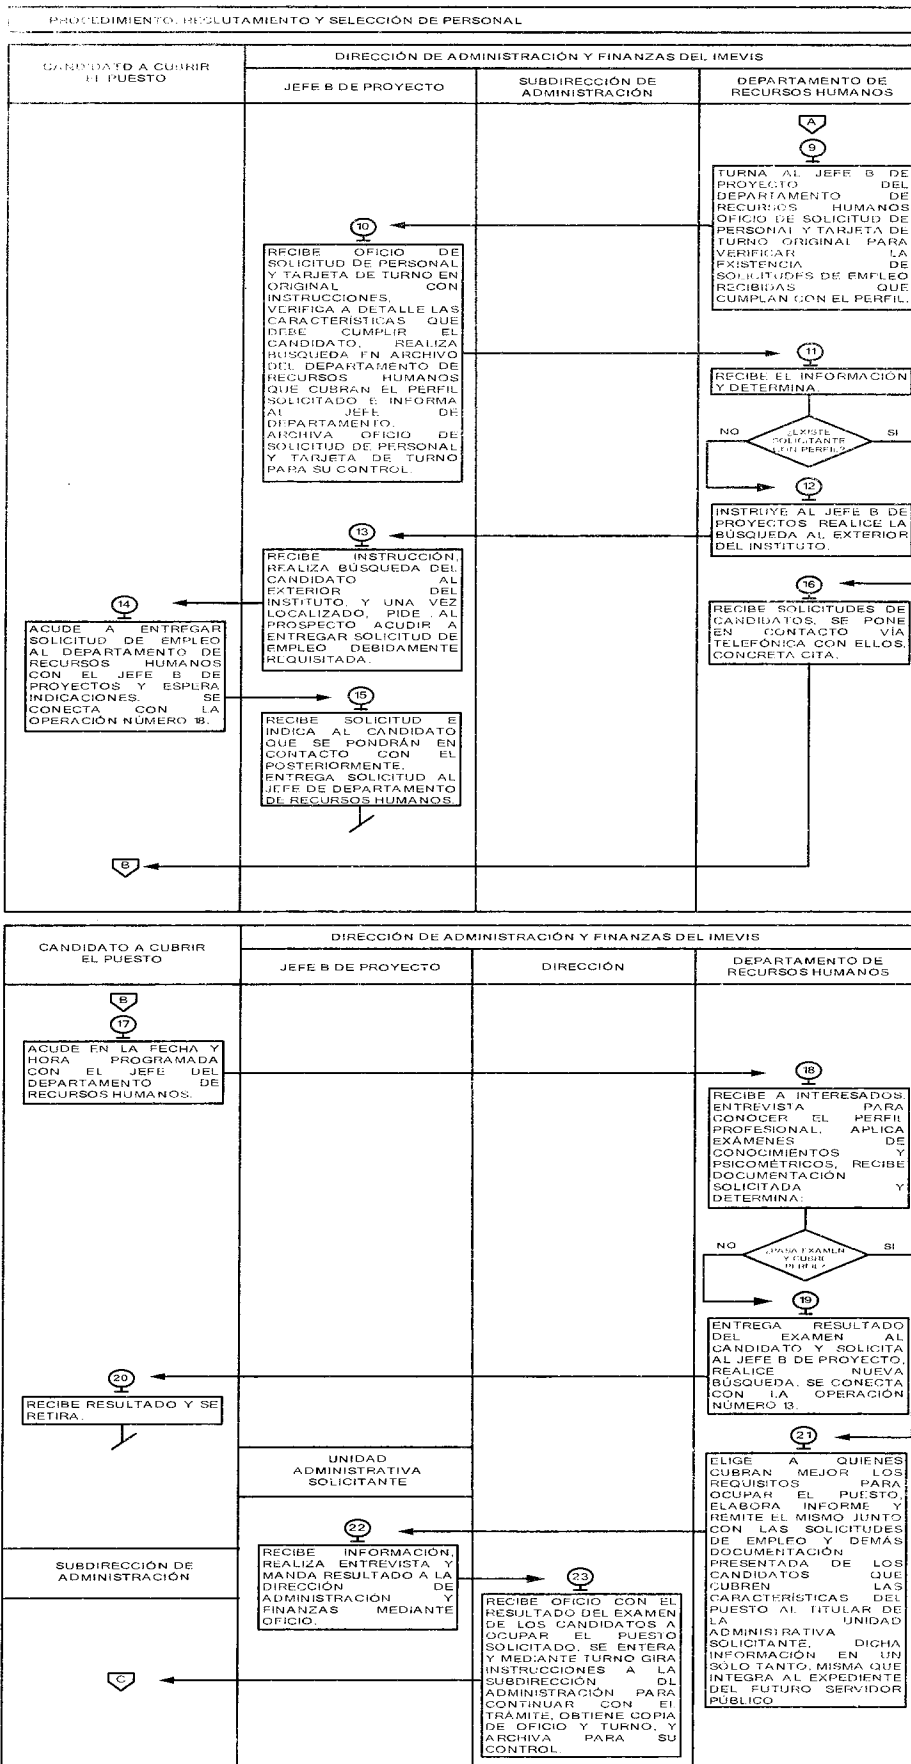 PROCEDIMIENTO: RECLUTAMIENTO Y SELECCIÓN DE PERSONAL
CANDIDATO A CUBRIR
EL PUESTO
DIRECCIÓN DE ADMINISTRACIÓN Y FINANZAS DEL IMEVIS
JEFE B DE PROYECTO
SUBDIRECCIÓN DE
ADMINISTRACIÓN
DEPARTAMENTO DE
RECURSOS HUMANOS
A
9
TURNA AL JEFE B DE
PROYECTO DEL
DEPARTAMENTO DE
RECURSOS HUMANOS
OFICIO DE SOLICITUD DE
PERSONAL Y TARJETA DE
TURNO ORIGINAL PARA
VERIFICAR LA
EXISTENCIA DE
SOLICITUDES DE EMPLEO
RECIBIDAS QUE
CUMPLAN CON EL PERFIL.
10
RECIBE OFICIO DE
SOLICITUD DE PERSONAL
Y TARJETA DE TURNO EN
ORIGINAL CON
INSTRUCCIONES,
VERIFICA A DETALLE LAS
CARACTERÍSTICAS QUE
DEBE CUMPLIR EL
CANDIDATO, REALIZA
BÚSQUEDA EN ARCHIVO
DEL DEPARTAMENTO DE
RECURSOS HUMANOS
QUE CUBRAN EL PERFIL
SOLICITADO E INFORMA
AL JEFE DE
DEPARTAMENTO.
ARCHIVA OFICIO DE
SOLICITUD DE PERSONAL
Y TARJETA DE TURNO
PARA SU CONTROL.
11
RECIBE EL INFORMACIÓN
Y DETERMINA.
NO
¿EXISTE
SOLICITANTE
CON PERFIL?
SI
12
INSTRUYE AL JEFE B DE
PROYECTOS REALICE LA
BÚSQUEDA AL EXTERIOR
DEL INSTITUTO.
13
RECIBE INSTRUCCIÓN,
REALIZA BÚSQUEDA DEL
CANDIDATO AL
EXTERIOR DEL
INSTITUTO, Y UNA VEZ
LOCALIZADO, PIDE AL
PROSPECTO ACUDIR A
ENTREGAR SOLICITUD DE
EMPLEO DEBIDAMENTE
REQUISITADA.
14
ACUDE A ENTREGAR
SOLICITUD DE EMPLEO
AL DEPARTAMENTO DE
RECURSOS HUMANOS
CON EL JEFE B DE
PROYECTOS Y ESPERA
INDICACIONES. SE
CONECTA CON LA
OPERACIÓN NÚMERO 18.
15
RECIBE SOLICITUD E
INDICA AL CANDIDATO
QUE SE PONDRÁN EN
CONTACTO CON EL
POSTERIORMENTE.
ENTREGA SOLICITUD AL
JEFE DE DEPARTAMENTO
DE RECURSOS HUMANOS.
16
RECIBE SOLICITUDES DE
CANDIDATOS, SE PONE
EN CONTACTO VÍA
TELEFÓNICA CON ELLOS,
CONCRETA CITA.
B
CANDIDATO A CUBRIR
EL PUESTO
DIRECCIÓN DE ADMINISTRACIÓN Y FINANZAS DEL IMEVIS
JEFE B DE PROYECTO
DIRECCIÓN
DEPARTAMENTO DE
RECURSOS HUMANOS
B
17
ACUDE EN LA FECHA Y
HORA PROGRAMADA
CON EL JEFE DEL
DEPARTAMENTO DE
RECURSOS HUMANOS.
18
RECIBE A INTERESADOS.
ENTREVISTA PARA
CONOCER EL PERFIL
PROFESIONAL, APLICA
EXÁMENES DE
CONOCIMIENTOS Y
PSICOMÉTRICOS, RECIBE
DOCUMENTACIÓN
SOLICITADA Y
DETERMINA:
NO
¿PASA EXAMEN
Y CUBRE
PERFIL?
SI
19
ENTREGA RESULTADO
DEL EXAMEN AL
CANDIDATO Y SOLICITA
AL JEFE B DE PROYECTO,
REALICE NUEVA
BÚSQUEDA. SE CONECTA
CON LA OPERACIÓN
NÚMERO 13.
20
RECIBE RESULTADO Y SE
RETIRA.
21
ELIGE A QUIENES
CUBRAN MEJOR LOS
REQUISITOS PARA
OCUPAR EL PUESTO,
ELABORA INFORME Y
REMITE EL MISMO JUNTO
CON LAS SOLICITUDES
DE EMPLEO Y DEMÁS
DOCUMENTACIÓN
PRESENTADA DE LOS
CANDIDATOS QUE
CUBREN LAS
CARACTERÍSTICAS DEL
PUESTO AL TITULAR DE
LA UNIDAD
ADMINISTRATIVA
SOLICITANTE, DICHA
INFORMACIÓN EN UN
SÓLO TANTO, MISMA QUE
INTEGRA AL EXPEDIENTE
DEL FUTURO SERVIDOR
PÚBLICO
UNIDAD
ADMINISTRATIVA
SOLICITANTE
22
RECIBE INFORMACIÓN,
REALIZA ENTREVISTA Y
MANDA RESULTADO A LA
DIRECCIÓN DE
ADMINISTRACIÓN Y
FINANZAS MEDIANTE
OFICIO.
SUBDIRECCIÓN DE
ADMINISTRACIÓN
23
RECIBE OFICIO CON EL
RESULTADO DEL EXAMEN
DE LOS CANDIDATOS A
OCUPAR EL PUESTO
SOLICITADO, SE ENTERA
Y MEDIANTE TURNO GIRA
INSTRUCCIONES A LA
SUBDIRECCIÓN DE
ADMINISTRACIÓN PARA
CONTINUAR CON EL
TRÁMITE, OBTIENE COPIA
DE OFICIO Y TURNO, Y
ARCHIVA PARA SU
CONTROL.
C